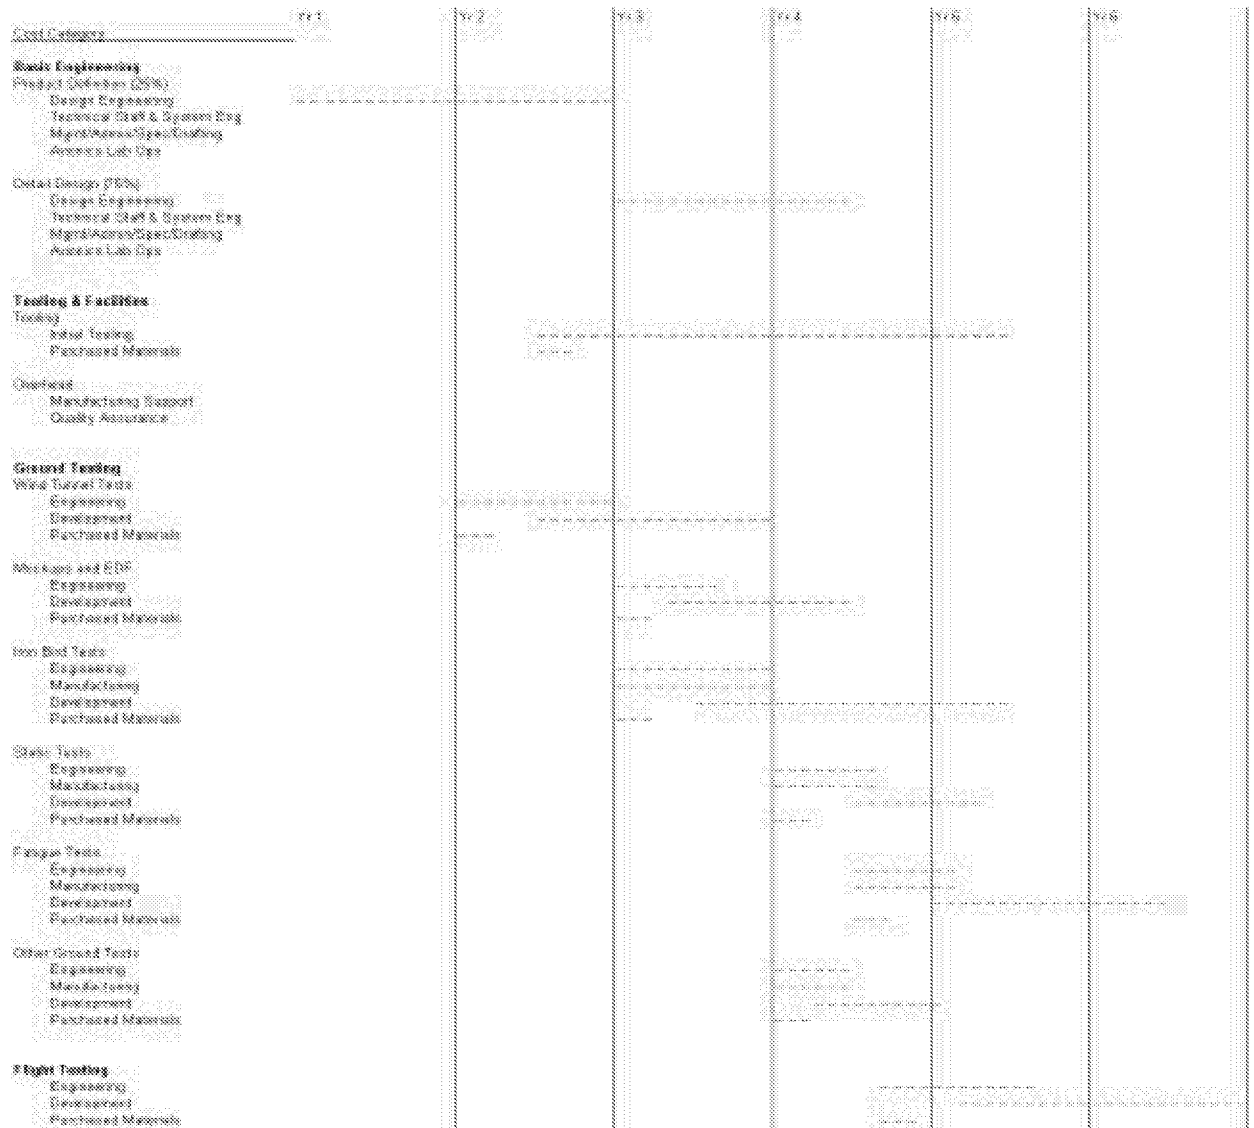 Yr 1 Yr 2 Yr 3 Yr 4 Yr 5 Yr 6
Cost Category
Basic Engineering
Product Definition (25%)
Design Engineering
Technical Staff & System Eng
Mgmt/Admin/Spec/Drafting
Avionics Lab Ops
Detail Design (75%)
Design Engineering
Technical Staff & System Eng
Mgmt/Admin/Spec/Drafting
Avionics Lab Ops
Tooling & Facilities
Tooling
Initial Tooling
Purchased Materials
Overhead
Manufacturing Support
Quality Assurance
Ground Testing
Wind Tunnel Tests
Engineering
Development
Purchased Materials
Mockups and EDF
Engineering
Development
Purchased Materials
Iron Bird Tests
Engineering
Manufacturing
Development
Purchased Materials
Static Tests
Engineering
Manufacturing
Development
Purchased Materials
Fatigue Tests
Engineering
Manufacturing
Development
Purchased Materials
Other Ground Tests
Engineering
Manufacturing
Development
Purchased Materials
Flight Testing
Engineering
Development
Purchased Materials